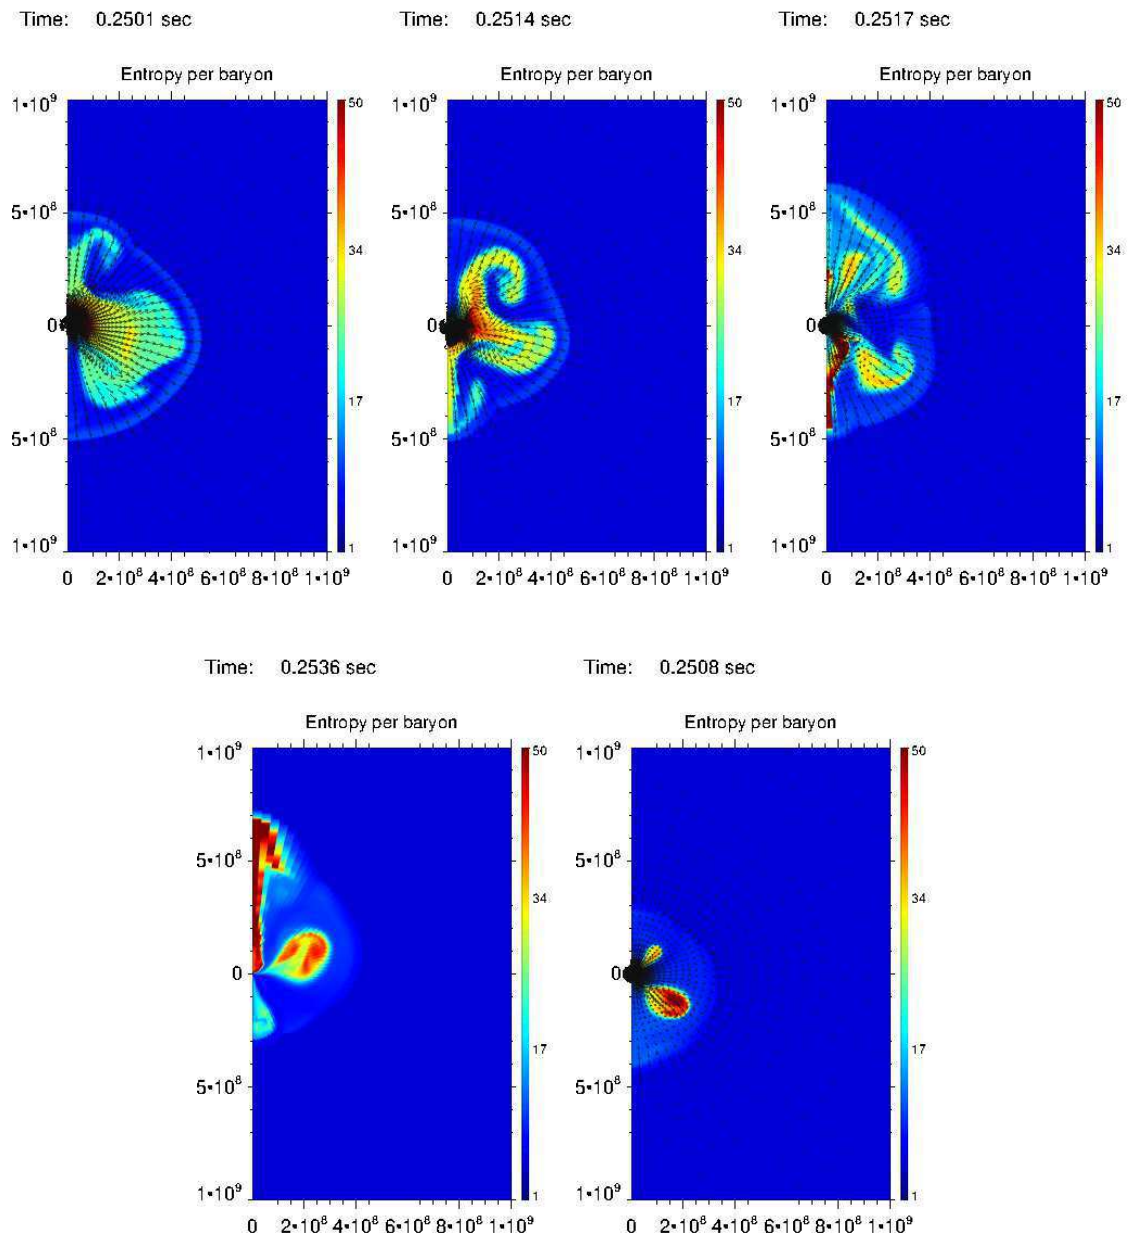 Time: 0.2501 sec
Time: 0.2514 sec
Time: 0.2517 sec
Entropy per baryon
Entropy per baryon
Entropy per baryon
1•10⁹ 50 1•10⁹ 50 1•10⁹ 50
5•10⁸ 34 5•10⁸ 34 5•10⁸ 34
0 0 0
17 17 17
5•10⁸ 5•10⁸ 5•10⁸
1•10⁹ 1 1•10⁹ 1 1•10⁹ 1
0 2•10⁸ 4•10⁸ 6•10⁸ 8•10⁸ 1•10⁹
0 2•10⁸ 4•10⁸ 6•10⁸ 8•10⁸ 1•10⁹
0 2•10⁸ 4•10⁸ 6•10⁸ 8•10⁸ 1•10⁹
Time: 0.2536 sec
Time: 0.2508 sec
Entropy per baryon
Entropy per baryon
1•10⁹ 50 1•10⁹ 50
5•10⁸ 34 5•10⁸ 34
0 0
17 17
5•10⁸ 5•10⁸
1•10⁹ 1 1•10⁹ 1
0 2•10⁸ 4•10⁸ 6•10⁸ 8•10⁸ 1•10⁹
0 2•10⁸ 4•10⁸ 6•10⁸ 8•10⁸ 1•10⁹